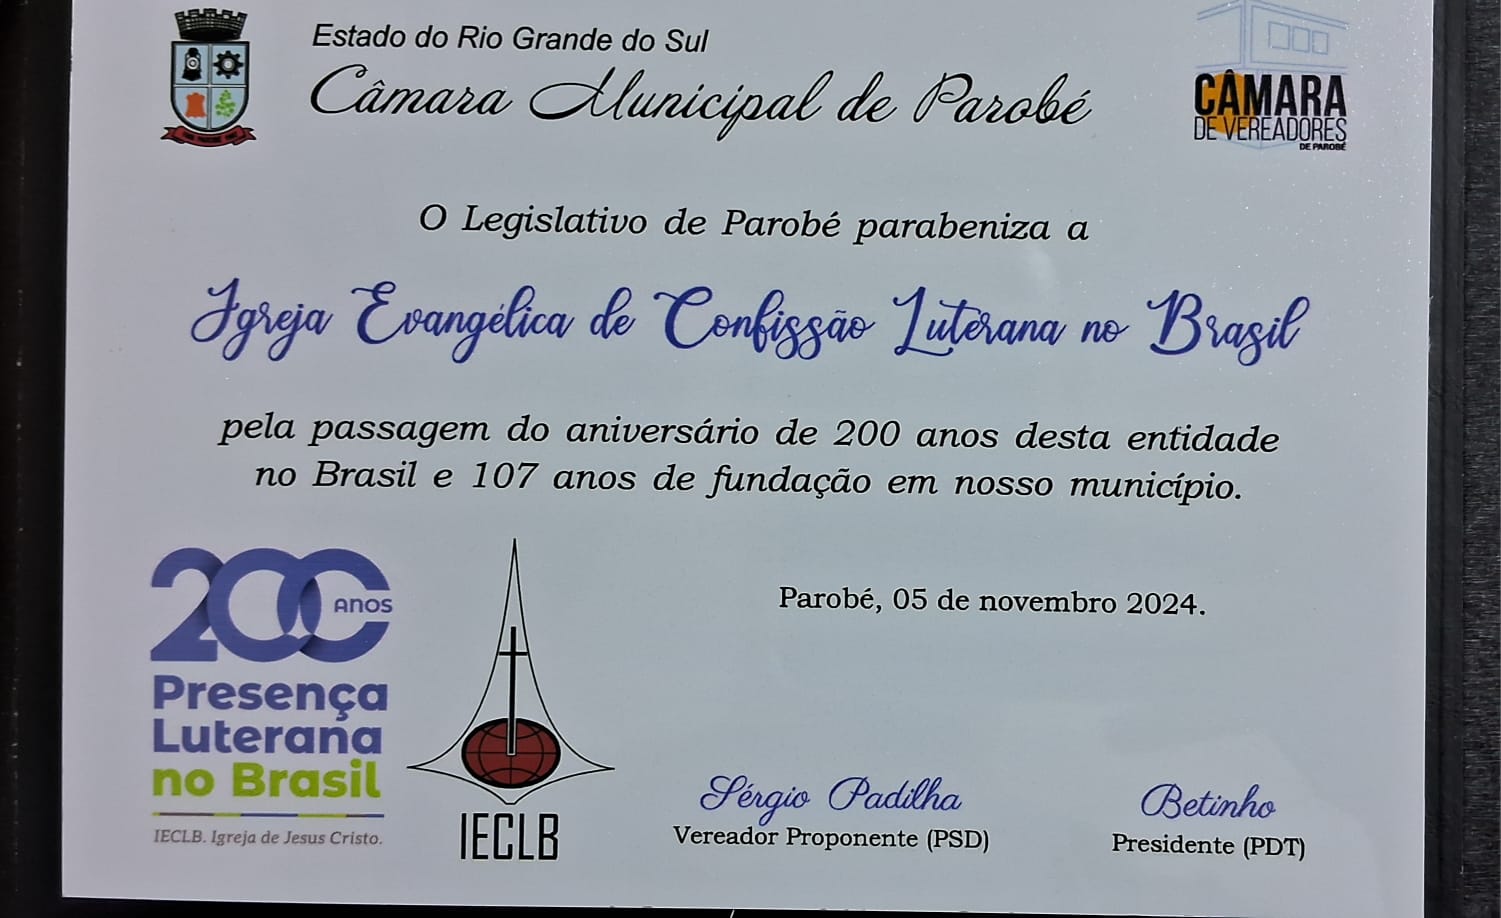 Estado do Rio Grande do Sul
Câmara Municipal de Parobé
CÂMARA
DE VEREADORES
DE PAROBÉ
O Legislativo de Parobé parabeniza a
Igreja Evangélica de Confissão Luterana no Brasil
pela passagem do aniversário de 200 anos desta entidade
no Brasil e 107 anos de fundação em nosso município.
200 ANOS
Presença
Luterana
no Brasil
IECLB. Igreja de Jesus Cristo.
IECLB
Parobé, 05 de novembro 2024.
Sérgio Padilha
Vereador Proponente (PSD)
Betinho
Presidente (PDT)